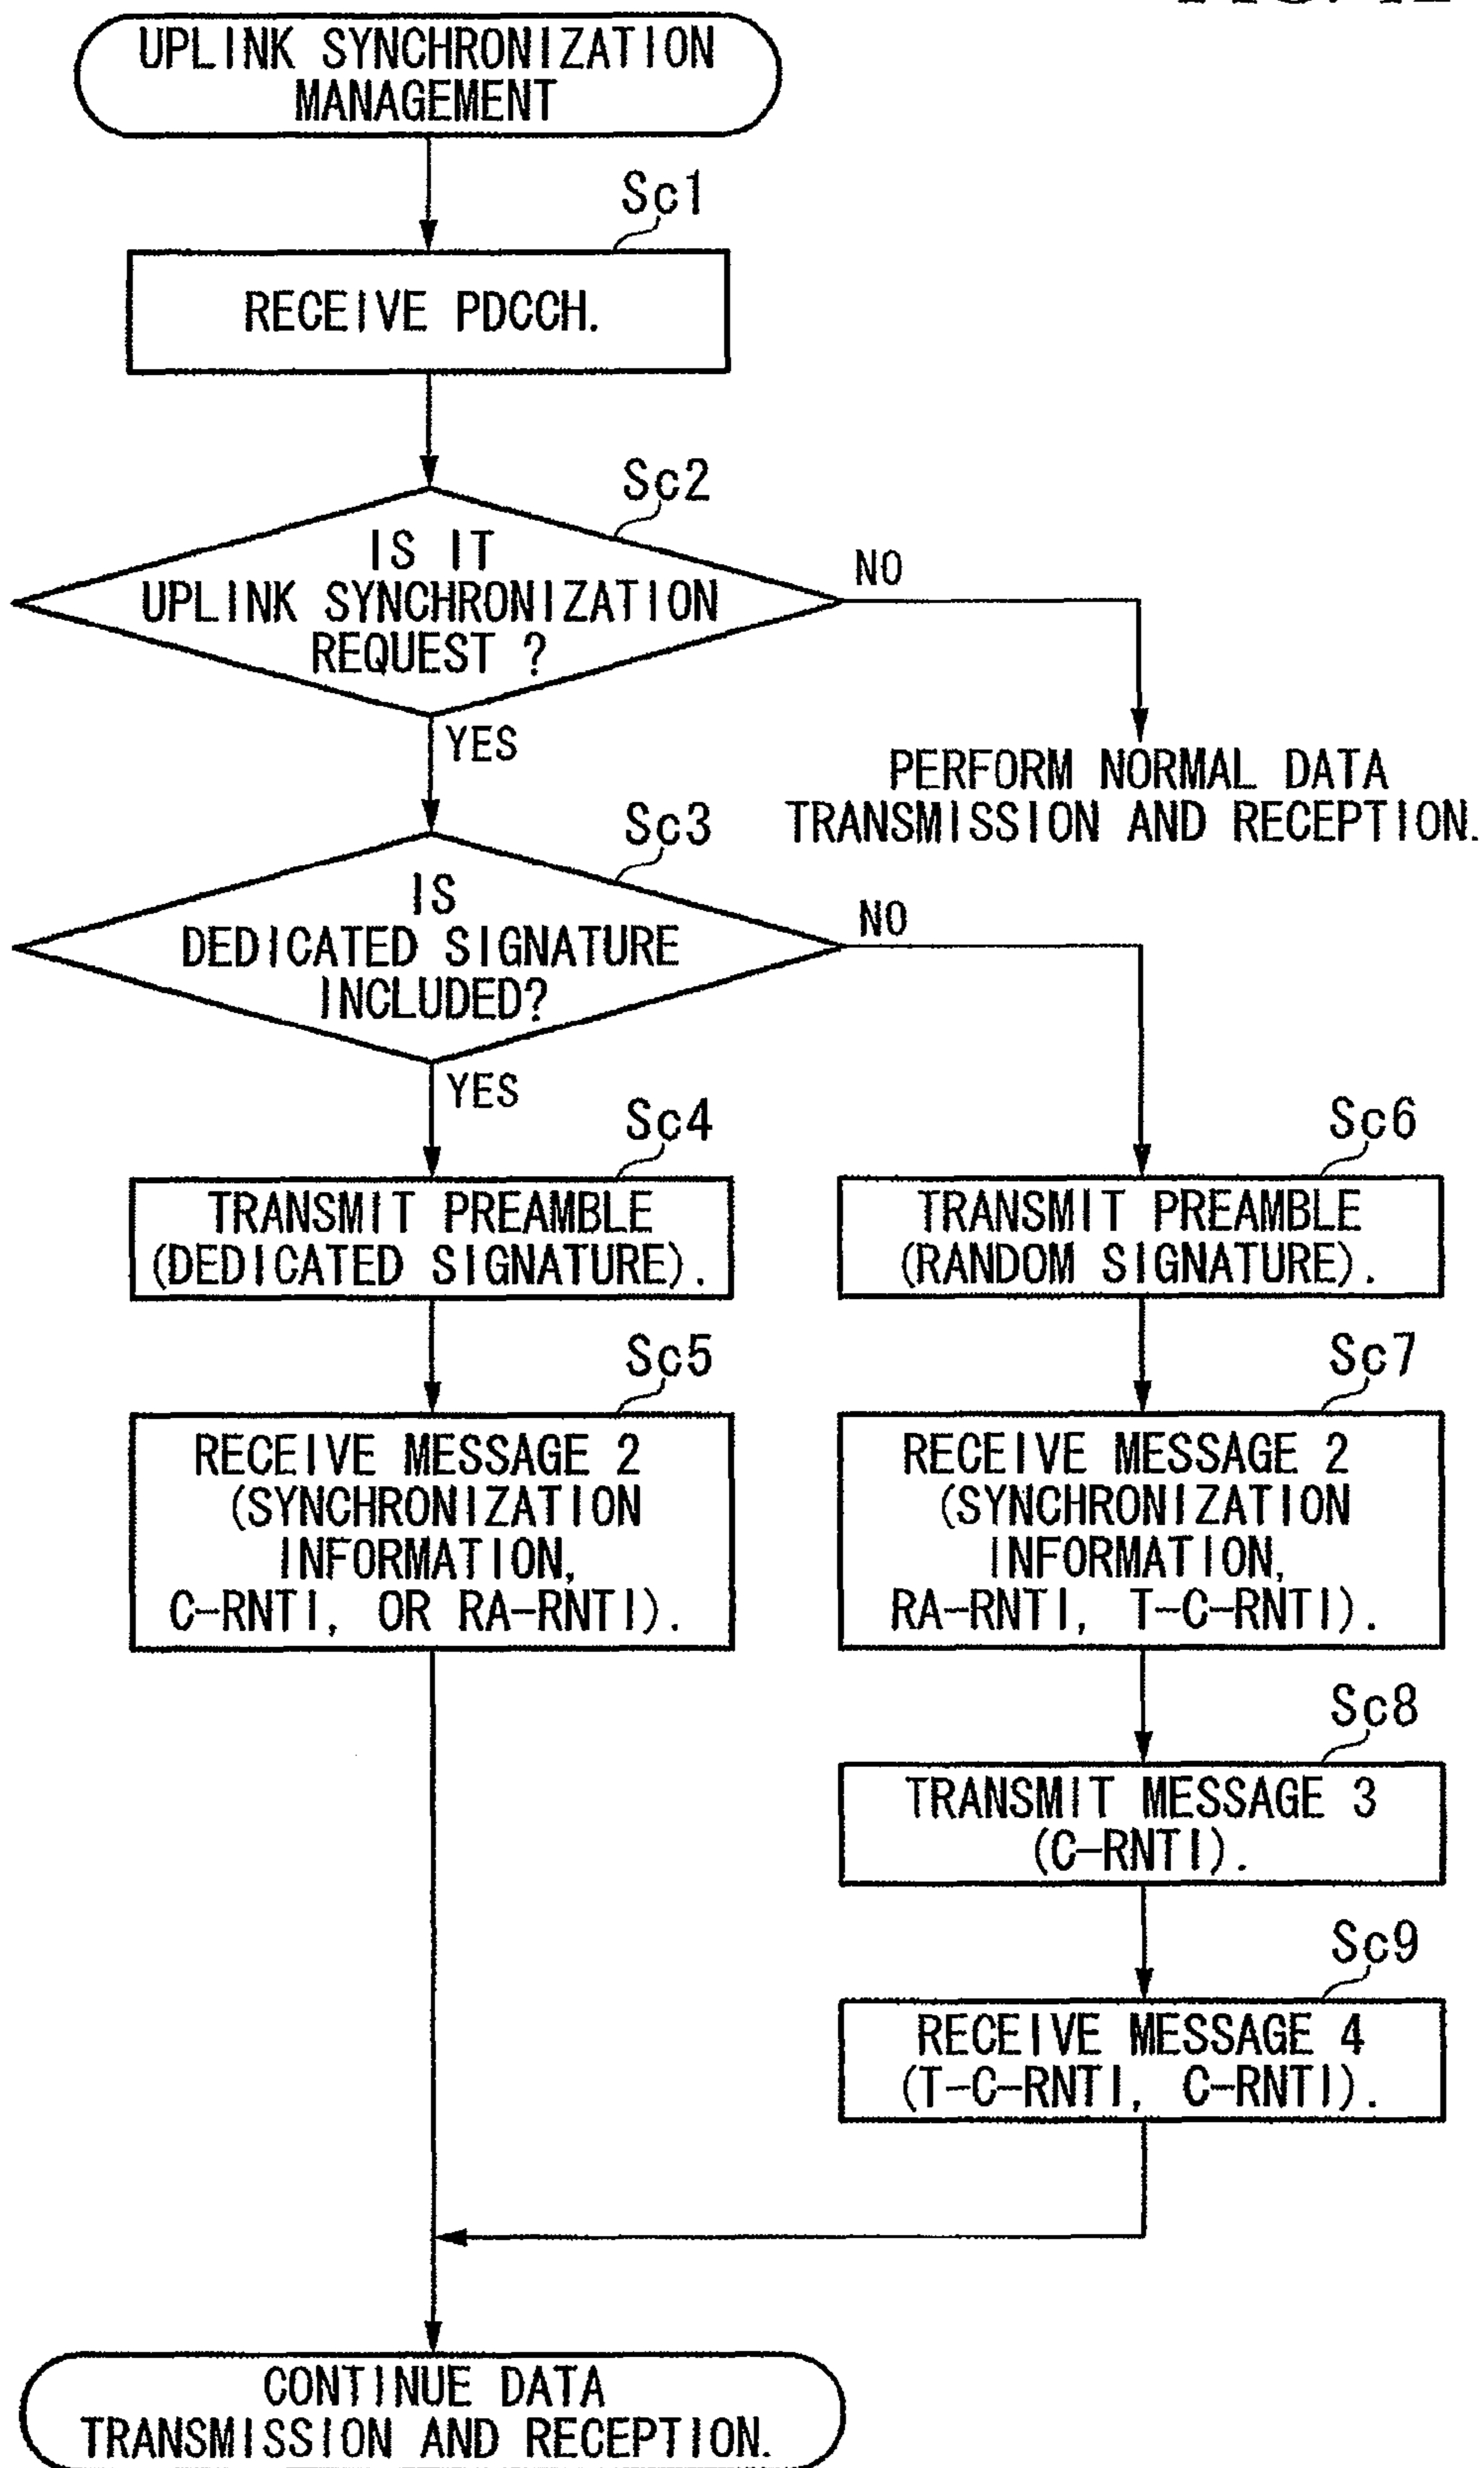 UPLINK SYNCHRONIZATION
MANAGEMENT
Sc1
RECEIVE PDCCH.
Sc2
IS IT
UPLINK SYNCHRONIZATION
REQUEST ?
NO
YES
PERFORM NORMAL DATA
TRANSMISSION AND RECEPTION.
Sc3
IS
DEDICATED SIGNATURE
INCLUDED?
NO
YES
Sc4
TRANSMIT PREAMBLE
(DEDICATED SIGNATURE).
Sc5
RECEIVE MESSAGE 2
(SYNCHRONIZATION
INFORMATION,
C-RNTI, OR RA-RNTI).
Sc6
TRANSMIT PREAMBLE
(RANDOM SIGNATURE).
Sc7
RECEIVE MESSAGE 2
(SYNCHRONIZATION
INFORMATION,
RA-RNTI, T-C-RNTI).
Sc8
TRANSMIT MESSAGE 3
(C-RNTI).
Sc9
RECEIVE MESSAGE 4
(T-C-RNTI, C-RNTI).
CONTINUE DATA
TRANSMISSION AND RECEPTION.